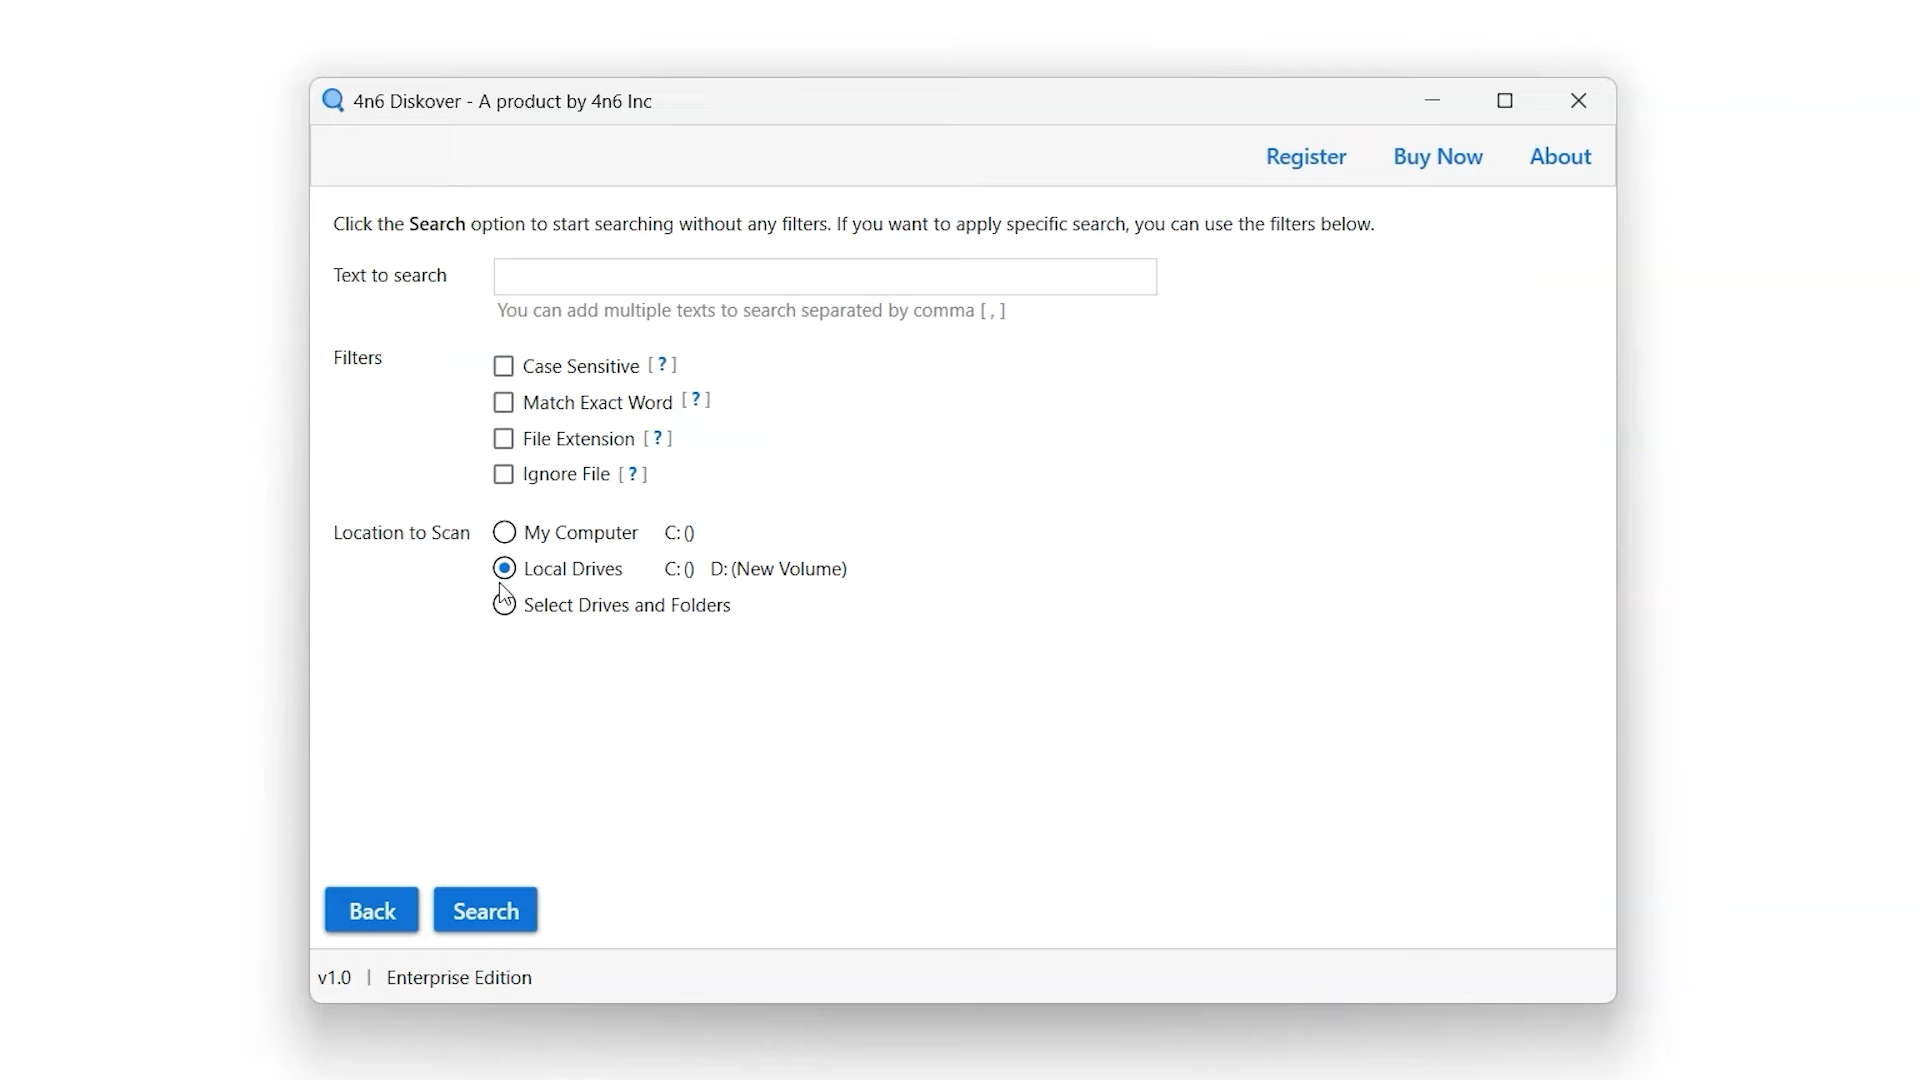 4n6 Diskover - A product by 4n6 Inc
Register Buy Now About
Click the Search option to start searching without any filters. If you want to apply specific search, you can use the filters below.
Text to search
You can add multiple texts to search separated by comma [ , ]
Filters
Case Sensitive [ ? ]
Match Exact Word [ ? ]
File Extension [ ? ]
Ignore File [ ? ]
Location to Scan My Computer C:()
Local Drives C:() D:(New Volume)
Select Drives and Folders
Back Search
v1.0 | Enterprise Edition